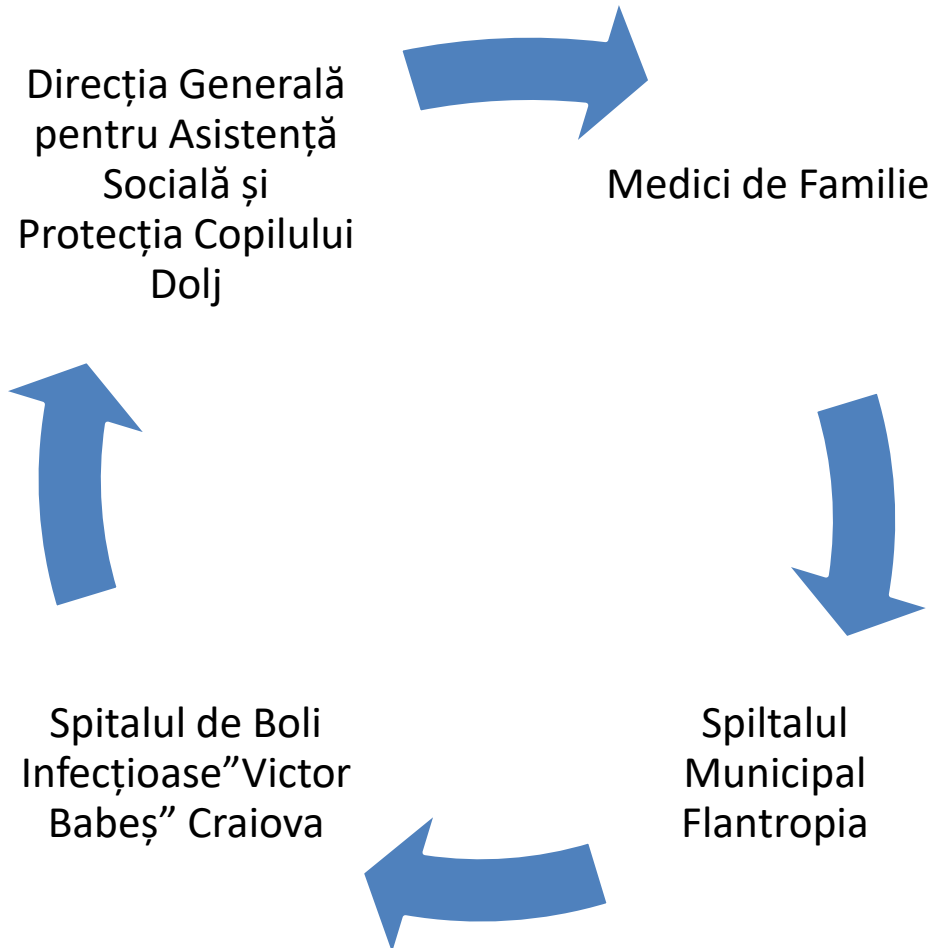 Direcția Generală
pentru Asistență
Socială și
Protecția Copilului
Dolj
Medici de Familie
Spiltalul
Municipal
Flantropia
Spitalul de Boli
Infecțioase”Victor
Babeș” Craiova